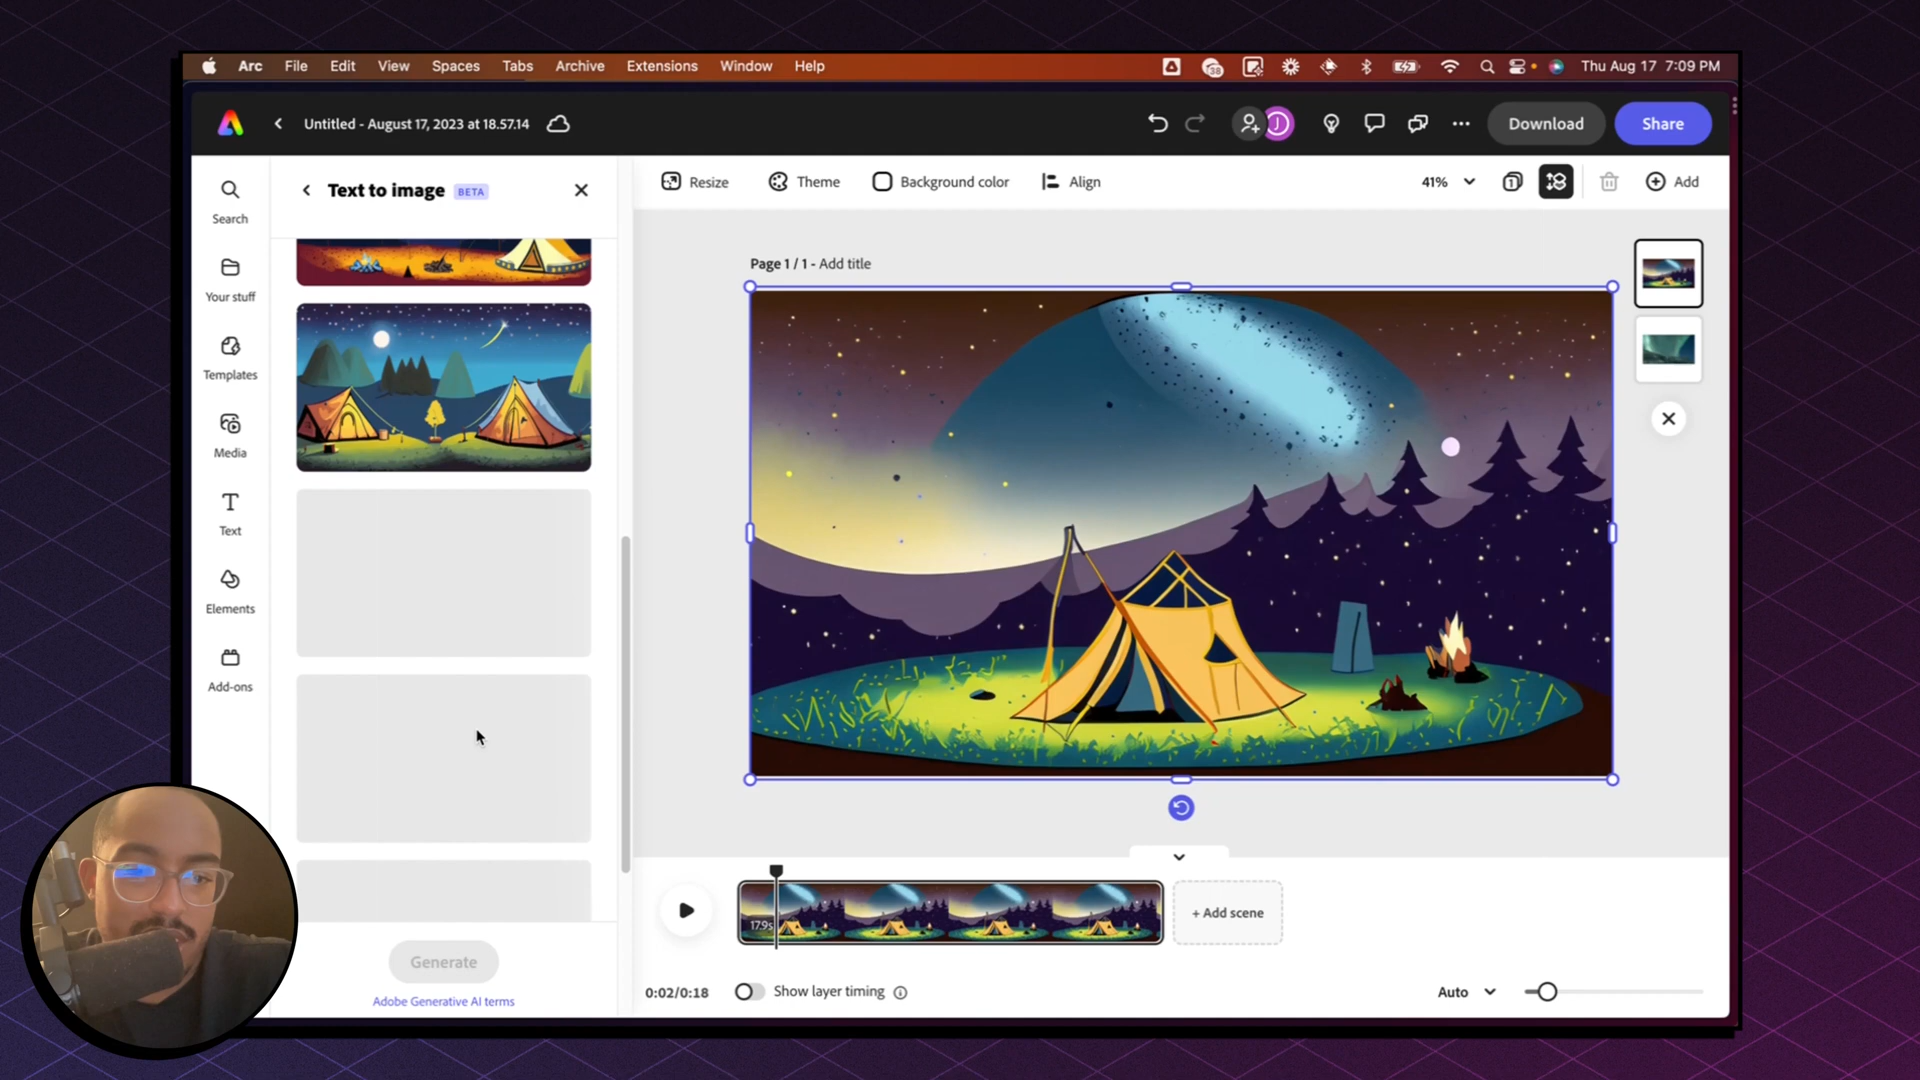 Arc File Edit View Spaces Tabs Archive Extensions Window Help
38
Thu Aug 17 7:09 PM
Untitled - August 17, 2023 at 18.57.14
J
Download
Share
Search
Your stuff
Templates
Media
Text
Elements
Add-ons
Text to image BETA
Generate
Adobe Generative AI terms
Resize
Theme
Background color
Align
41%
1
Add
Page 1 / 1 - Add title
17.9s
+ Add scene
0:02/0:18
Show layer timing
Auto